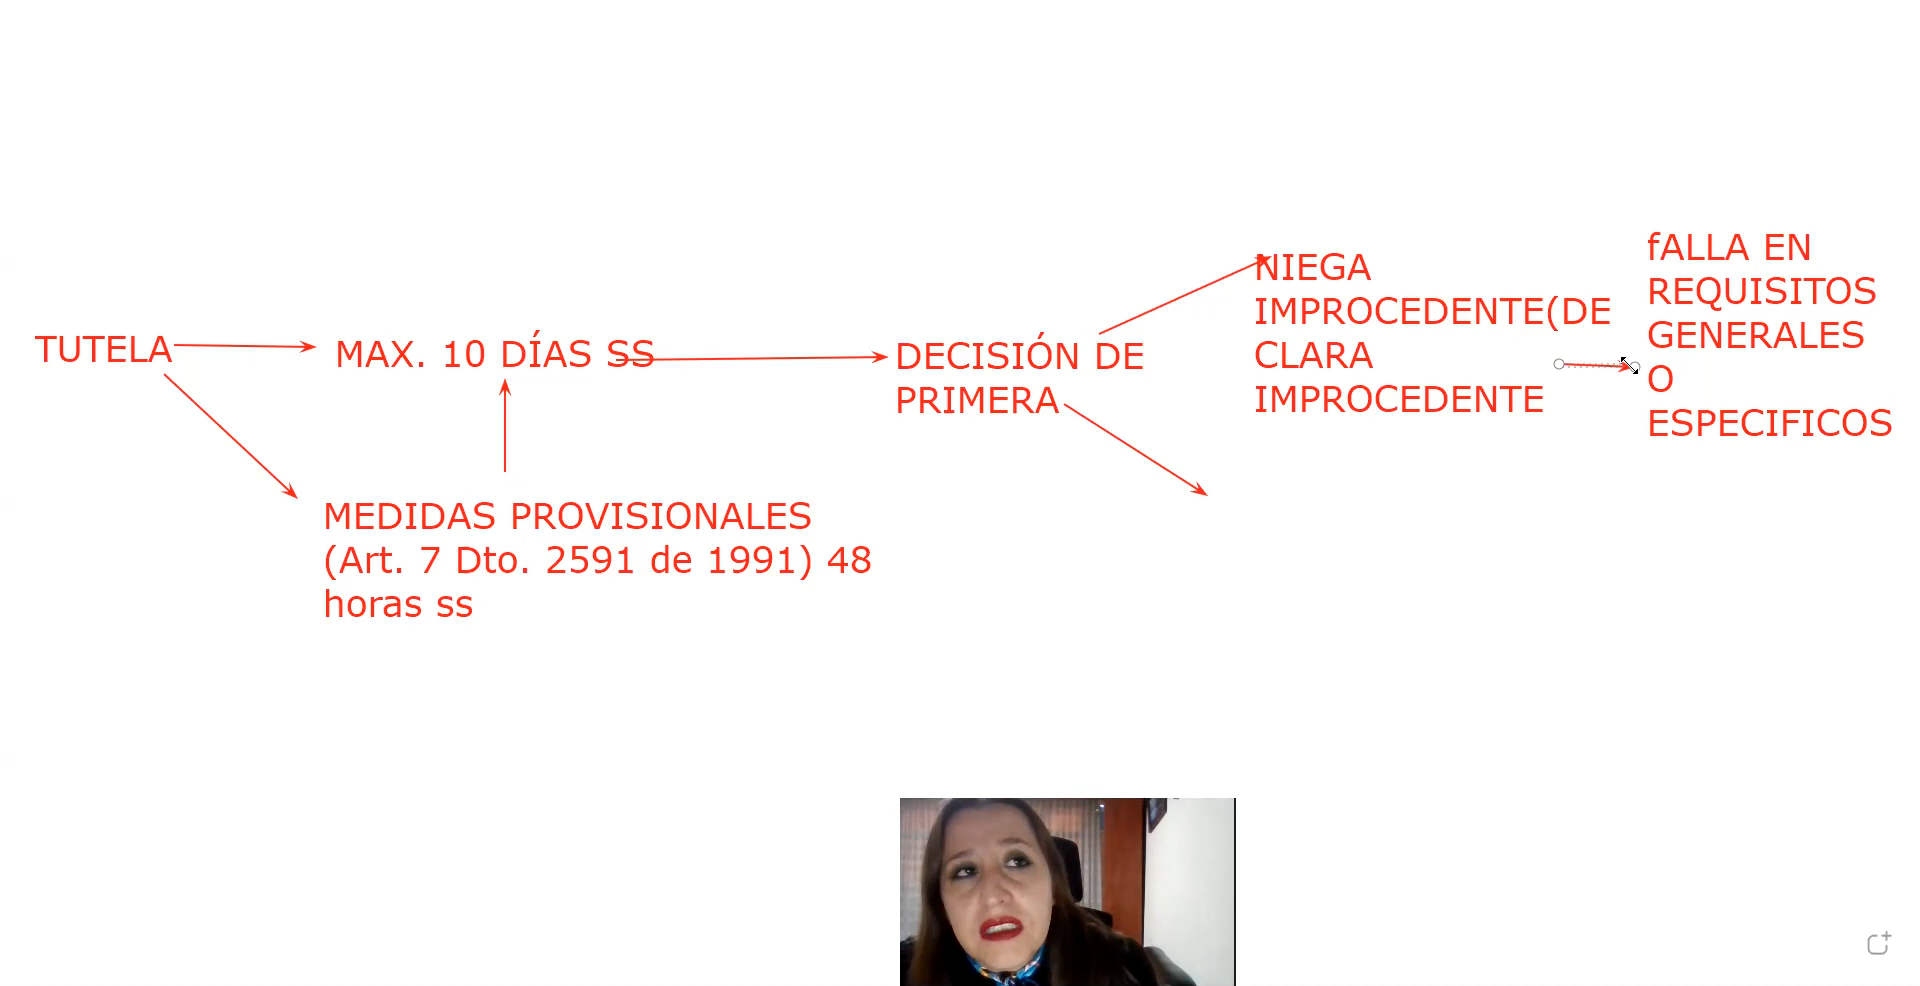 TUTELA
MAX. 10 DÍAS SS
MEDIDAS PROVISIONALES
(Art. 7 Dto. 2591 de 1991) 48
horas ss
DECISIÓN DE
PRIMERA
NIEGA
IMPROCEDENTE(DE
CLARA
IMPROCEDENTE
fALLA EN
REQUISITOS
GENERALES
O
ESPECIFICOS